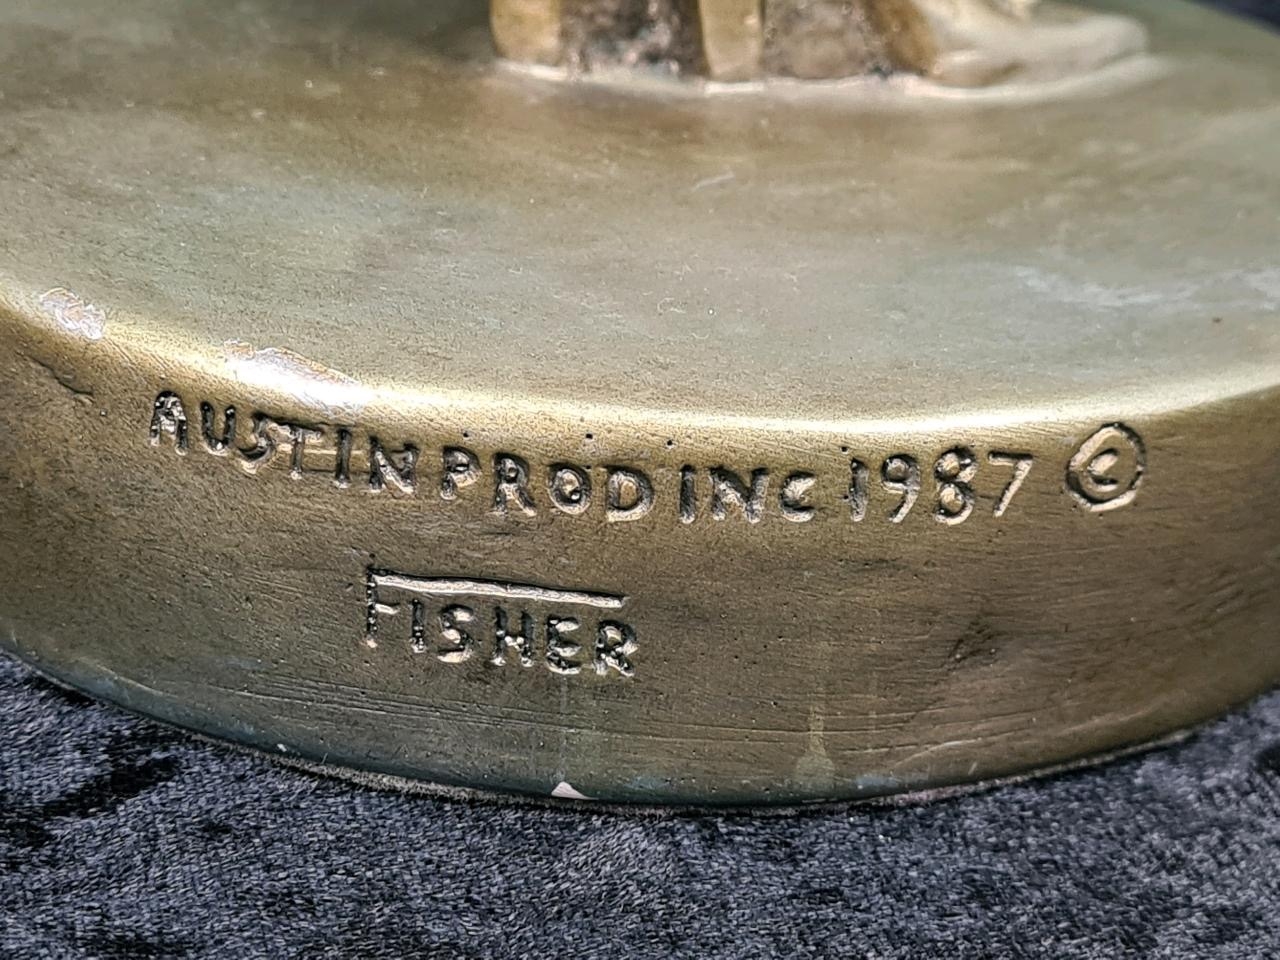 AUSTIN PROD INC 1987 ©
FISHER